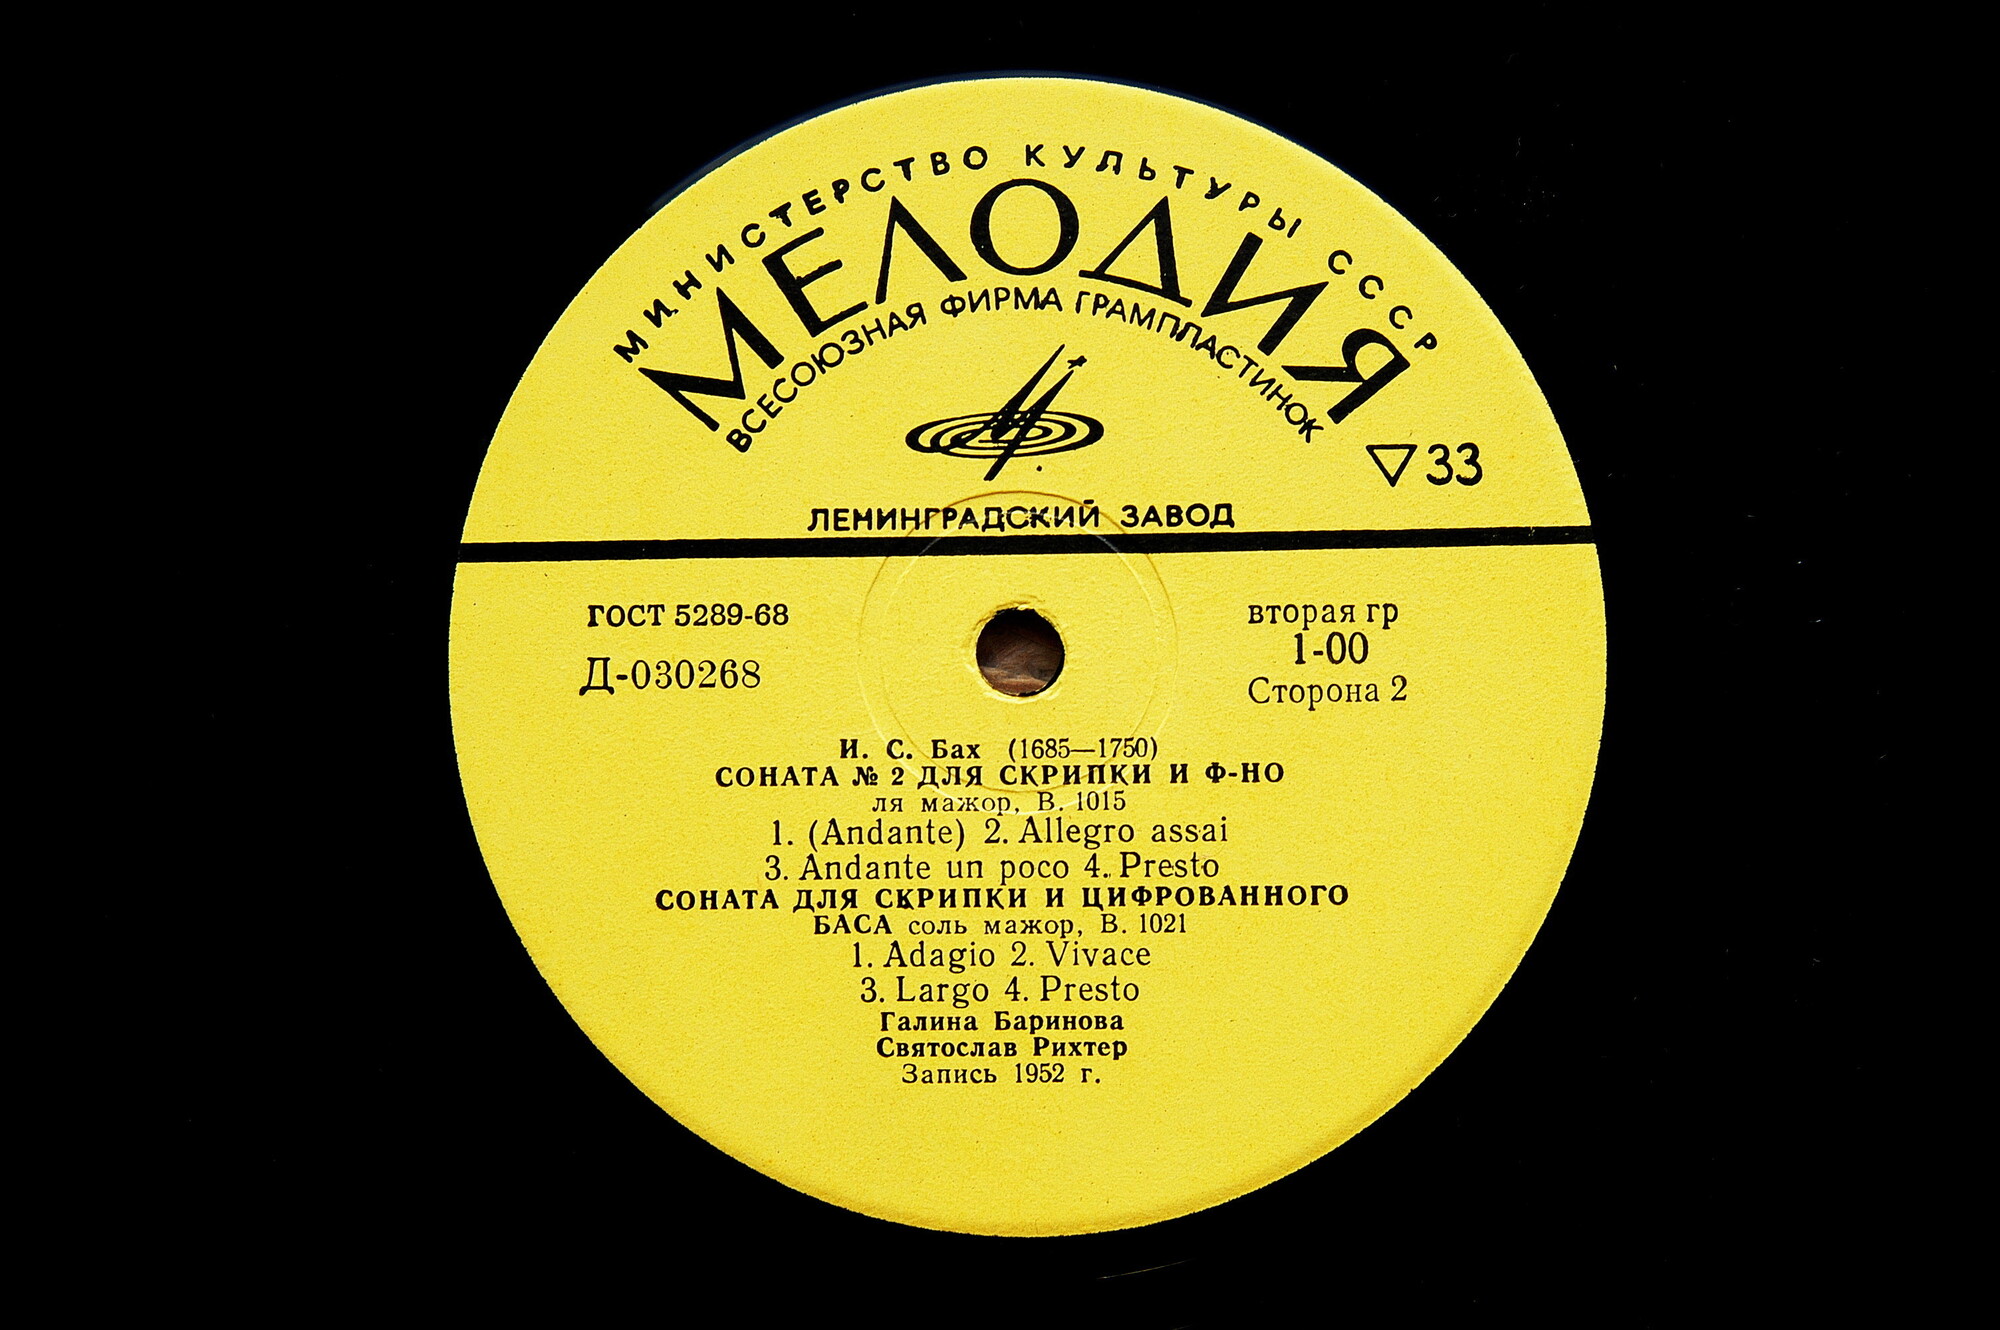 МИНИСТЕРСТВО КУЛЬТУРЫ СССР
МЕЛОДИЯ
ВСЕСОЮЗНАЯ ФИРМА ГРАМПЛАСТИНОК
33
ЛЕНИНГРАДСКИЙ ЗАВОД
ГОСТ 5289-68
Д-030268
вторая гр
1-00
Сторона 2
И. С. Бах (1685—1750)
СОНАТА № 2 ДЛЯ СКРИПКИ И Ф-НО
ля мажор, В. 1015
1. (Andante) 2. Allegro assai
3. Andante un poco 4. Presto
СОНАТА ДЛЯ СКРИПКИ И ЦИФРОВАННОГО
БАСА соль мажор, В. 1021
1. Adagio 2. Vivace
3. Largo 4. Presto
Галина Баринова
Святослав Рихтер
Запись 1952 г.